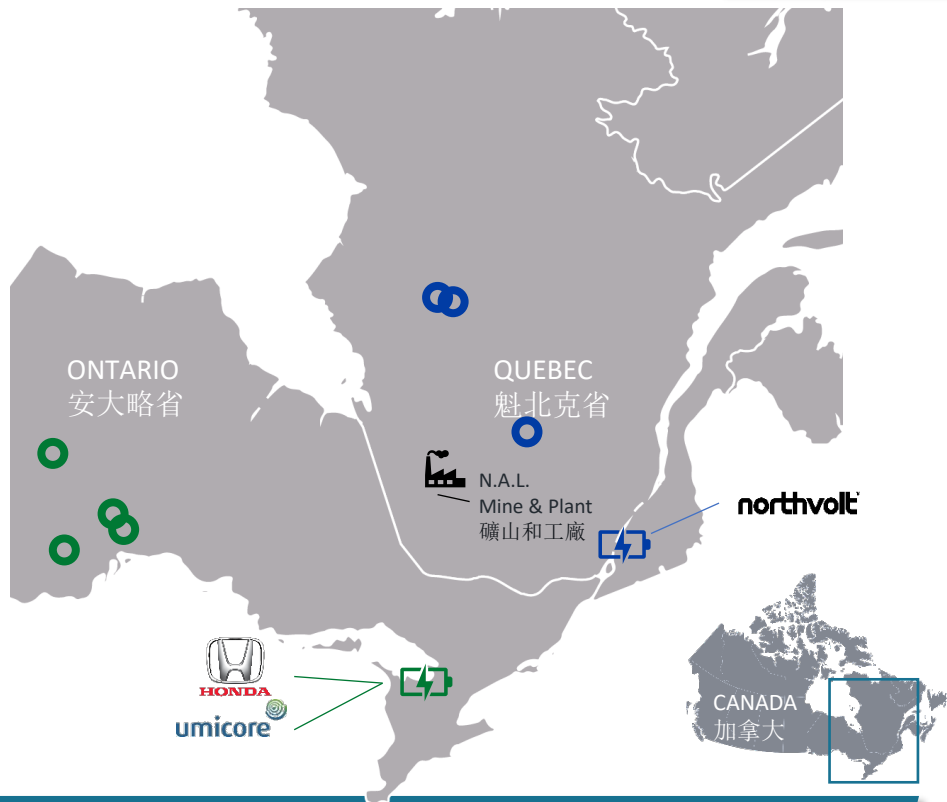 ONTARIO
安大略省
QUEBEC
魁北克省
N.A.L.
Mine & Plant
礦山和工廠
northvolt
HONDA
umicore
CANADA
加拿大